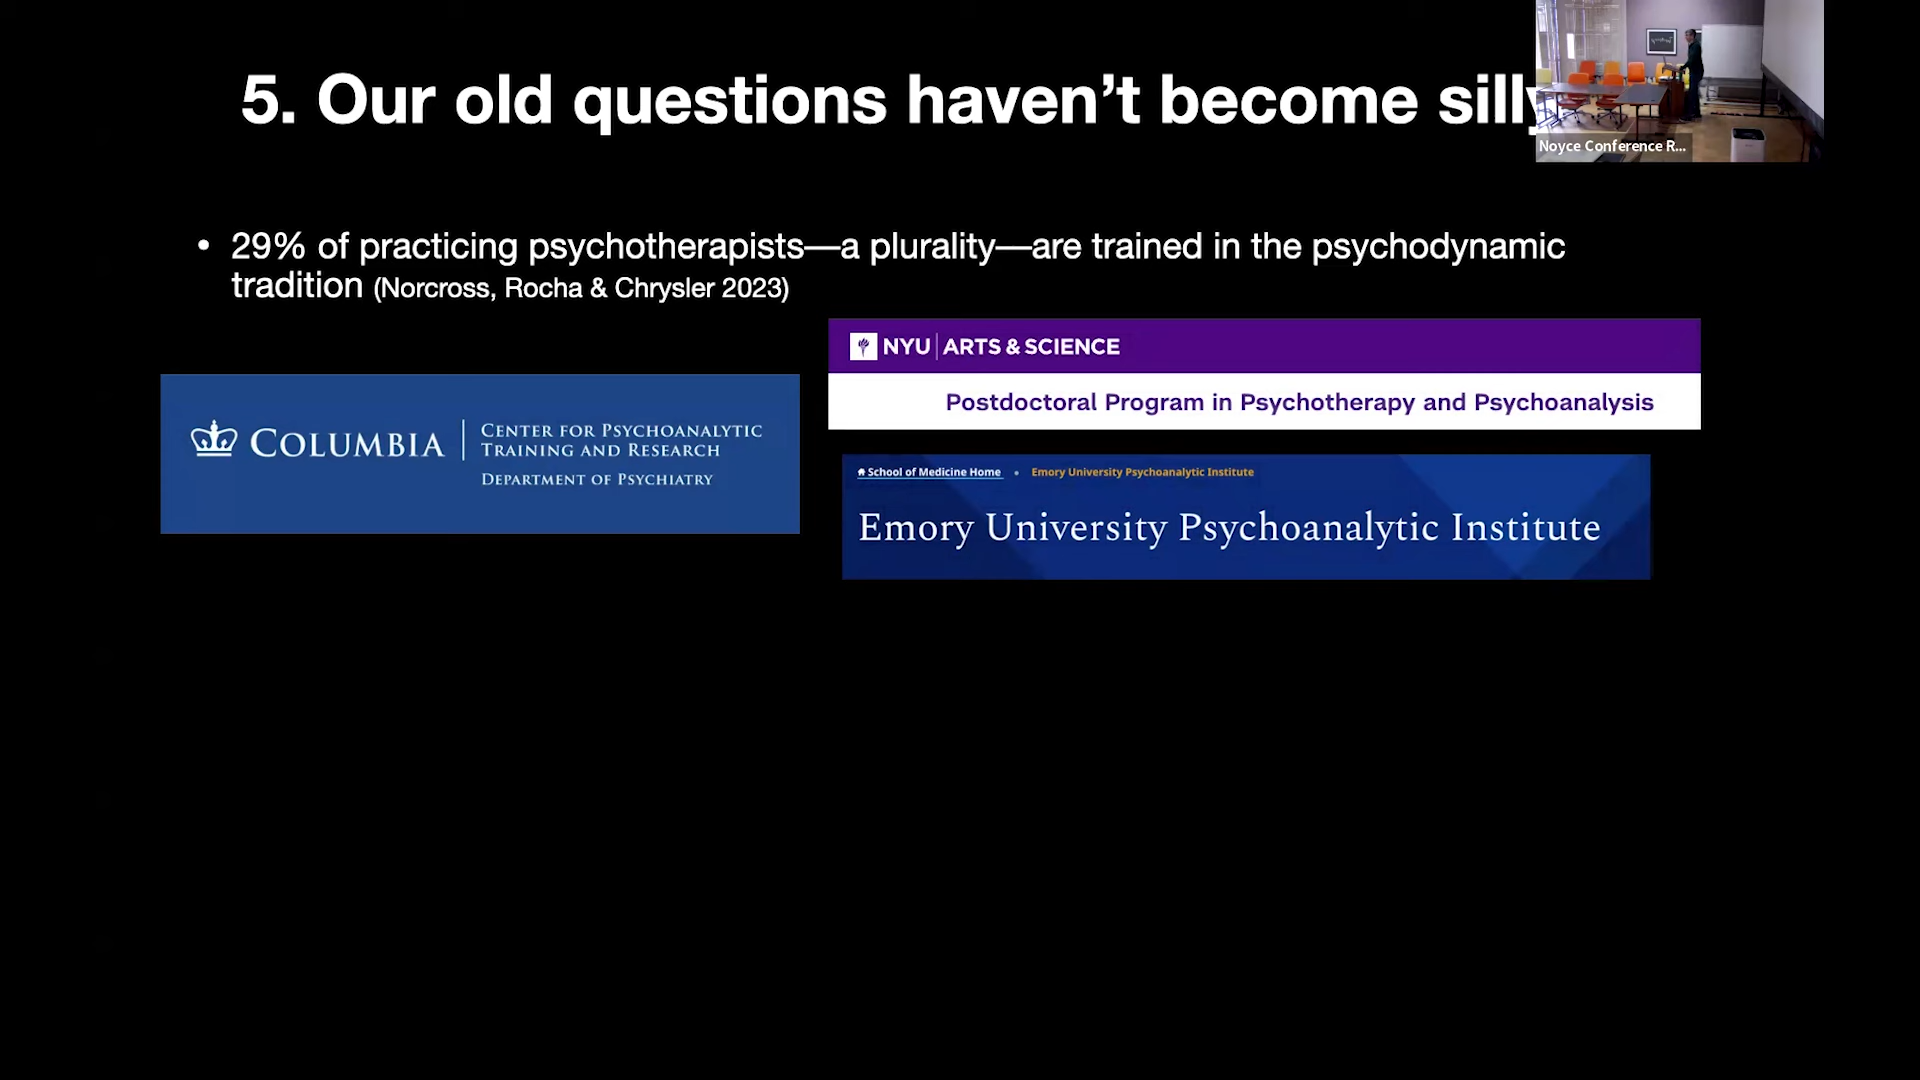 5. Our old questions haven’t become silly
Noyce Conference R...
• 29% of practicing psychotherapists—a plurality—are trained in the psychodynamic
tradition (Norcross, Rocha & Chrysler 2023)
NYU ARTS & SCIENCE
Postdoctoral Program in Psychotherapy and Psychoanalysis
COLUMBIA
CENTER FOR PSYCHOANALYTIC
TRAINING AND RESEARCH
DEPARTMENT OF PSYCHIATRY
School of Medicine Home • Emory University Psychoanalytic Institute
Emory University Psychoanalytic Institute